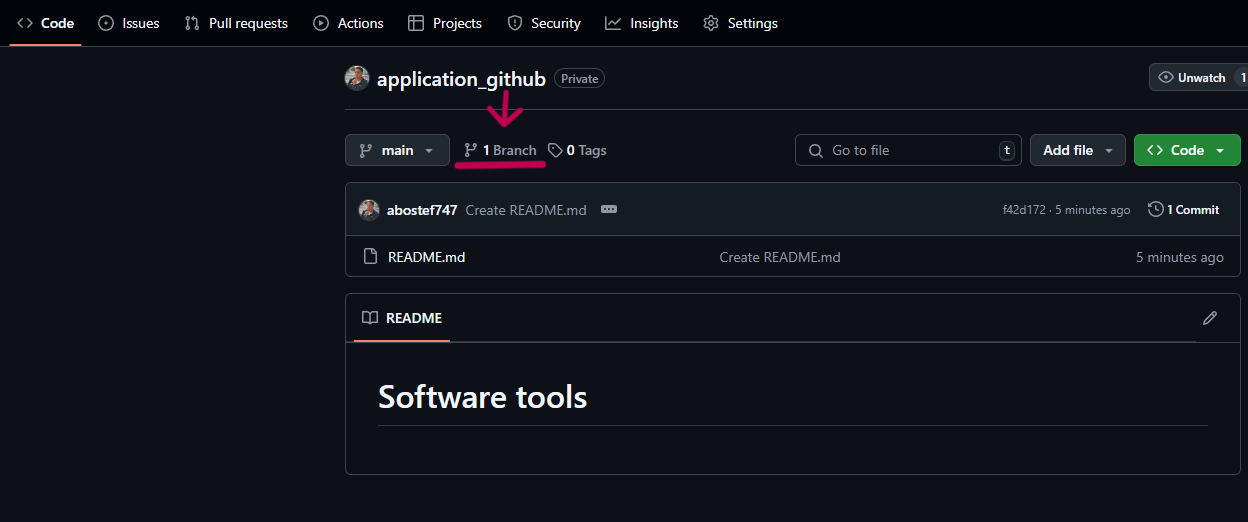 Code Issues Pull requests Actions Projects Security Insights Settings
application_github Private Unwatch 1
main 1 Branch 0 Tags Go to file t Add file Code
abostef747 Create README.md f42d172 · 5 minutes ago 1 Commit
README.md Create README.md 5 minutes ago
README
Software tools